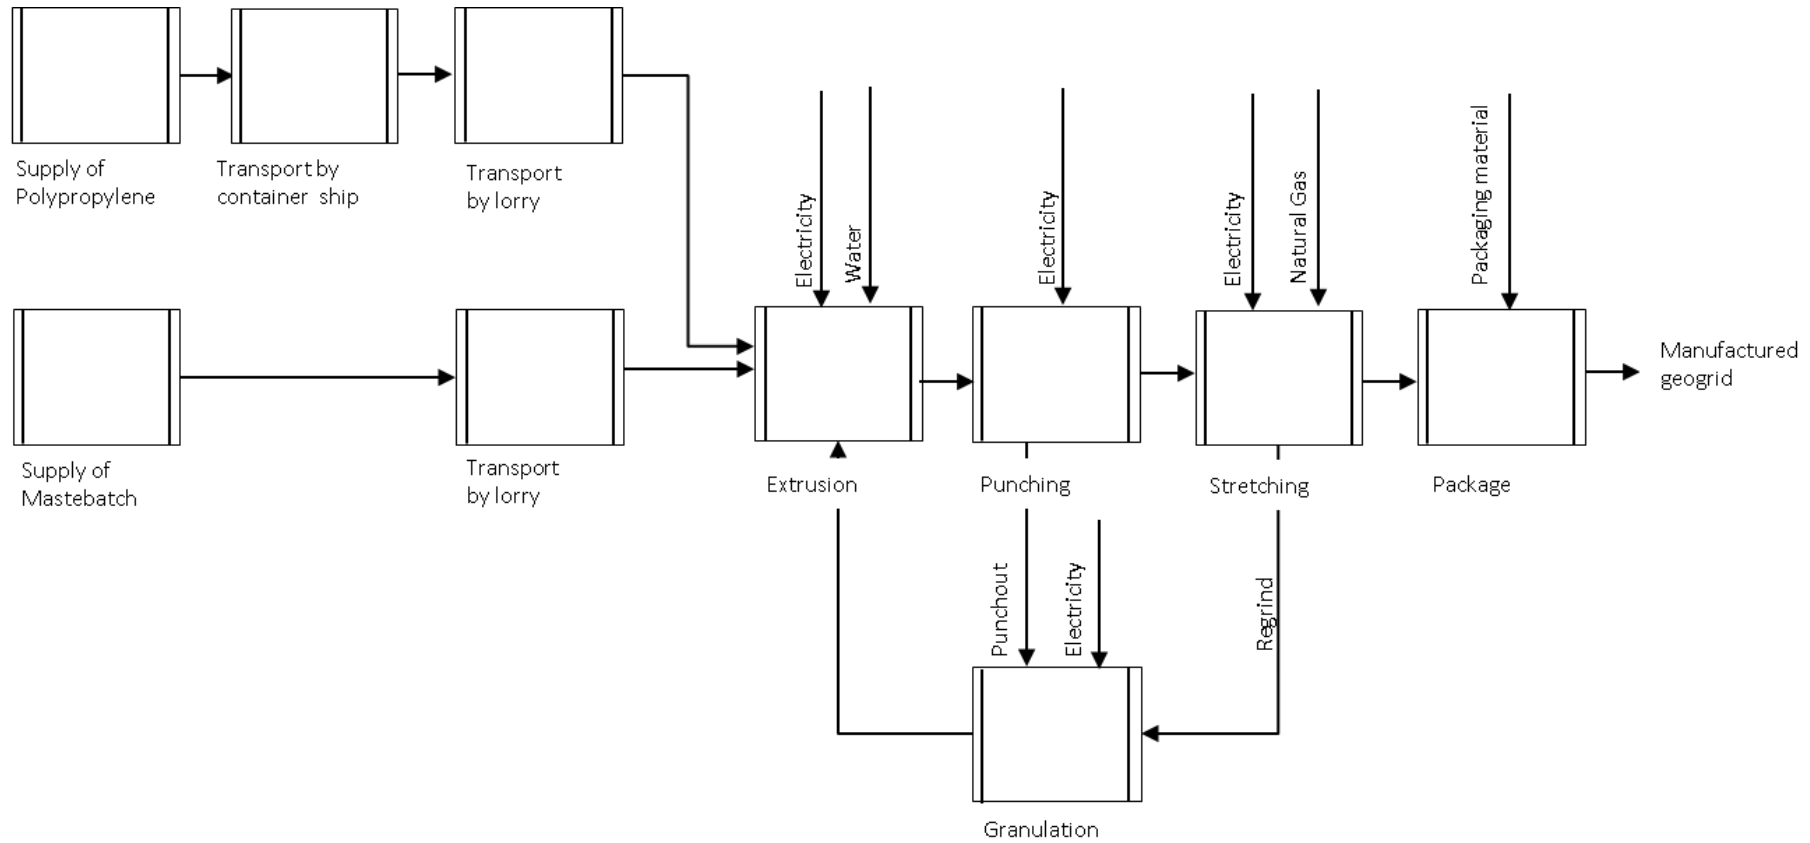 Supply of
Polypropylene
Transport by
container ship
Transport
by lorry
Electricity
Water
Electricity
Electricity
Natural Gas
Packaging material
Manufactured
geogrid
Supply of
Mastebatch
Transport
by lorry
Extrusion
Punching
Stretching
Package
Punchout
Electricity
Regrind
Granulation